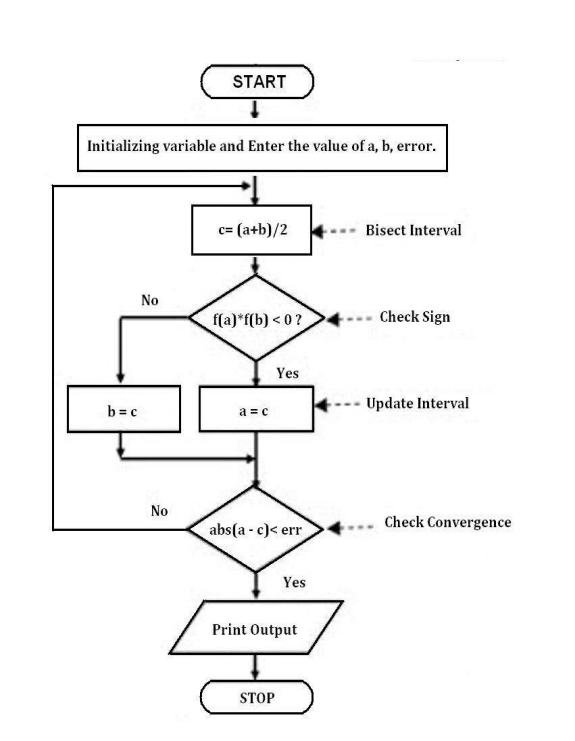 START
Initializing variable and Enter the value of a, b, error.
c= (a+b)/2
Bisect Interval
f(a)*f(b) < 0 ?
Check Sign
No
Yes
b = c
a = c
Update Interval
abs(a - c)< err
Check Convergence
No
Yes
Print Output
STOP